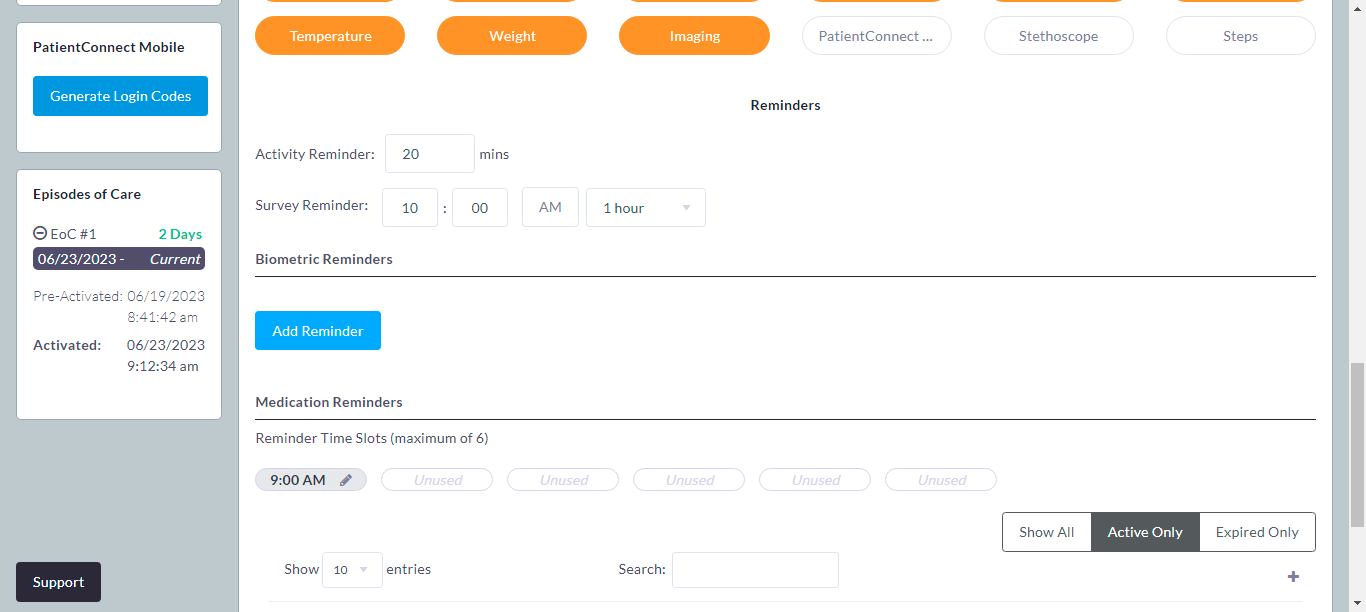 PatientConnect Mobile
Generate Login Codes
Episodes of Care
EoC #1 2 Days
06/23/2023 - Current
Pre-Activated: 06/19/2023
8:41:42 am
Activated: 06/23/2023
9:12:34 am
Support
Temperature Weight Imaging PatientConnect ... Stethoscope Steps
Reminders
Activity Reminder: 20 mins
Survey Reminder: 10 : 00 AM 1 hour
Biometric Reminders
Add Reminder
Medication Reminders
Reminder Time Slots (maximum of 6)
9:00 AM Unused Unused Unused Unused Unused
Show All Active Only Expired Only
Show 10 entries Search: +